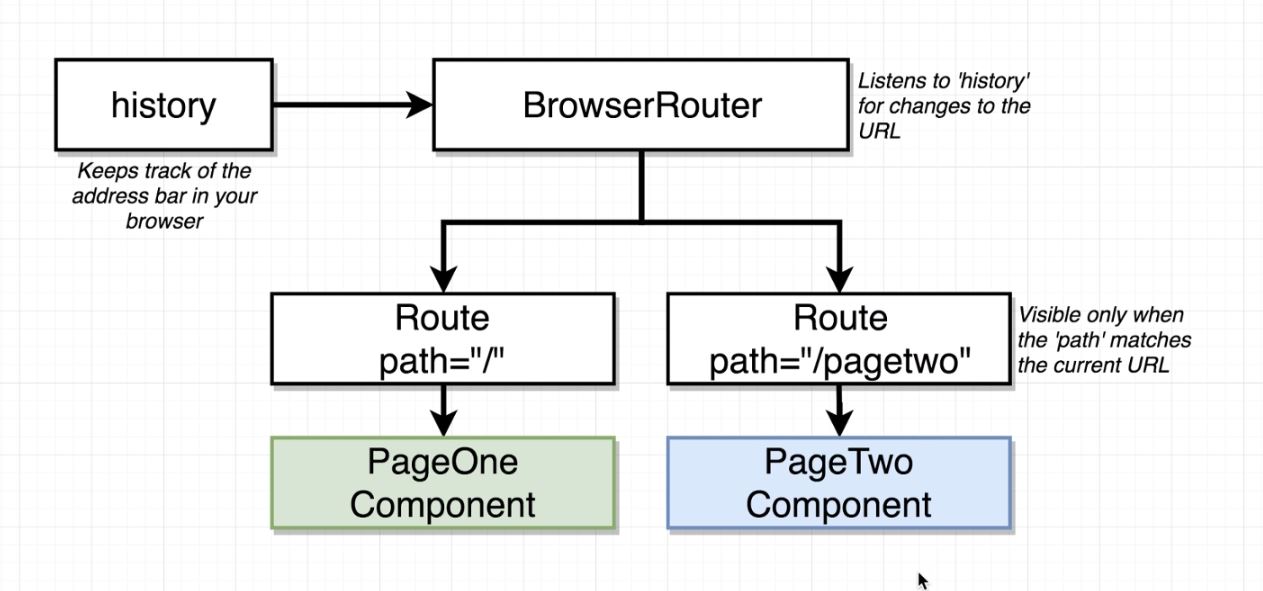 history
BrowserRouter
Listens to 'history'
for changes to the
URL
Keeps track of the
address bar in your
browser
Route
path="/"
Route
path="/pagetwo"
Visible only when
the 'path' matches
the current URL
PageOne
Component
PageTwo
Component